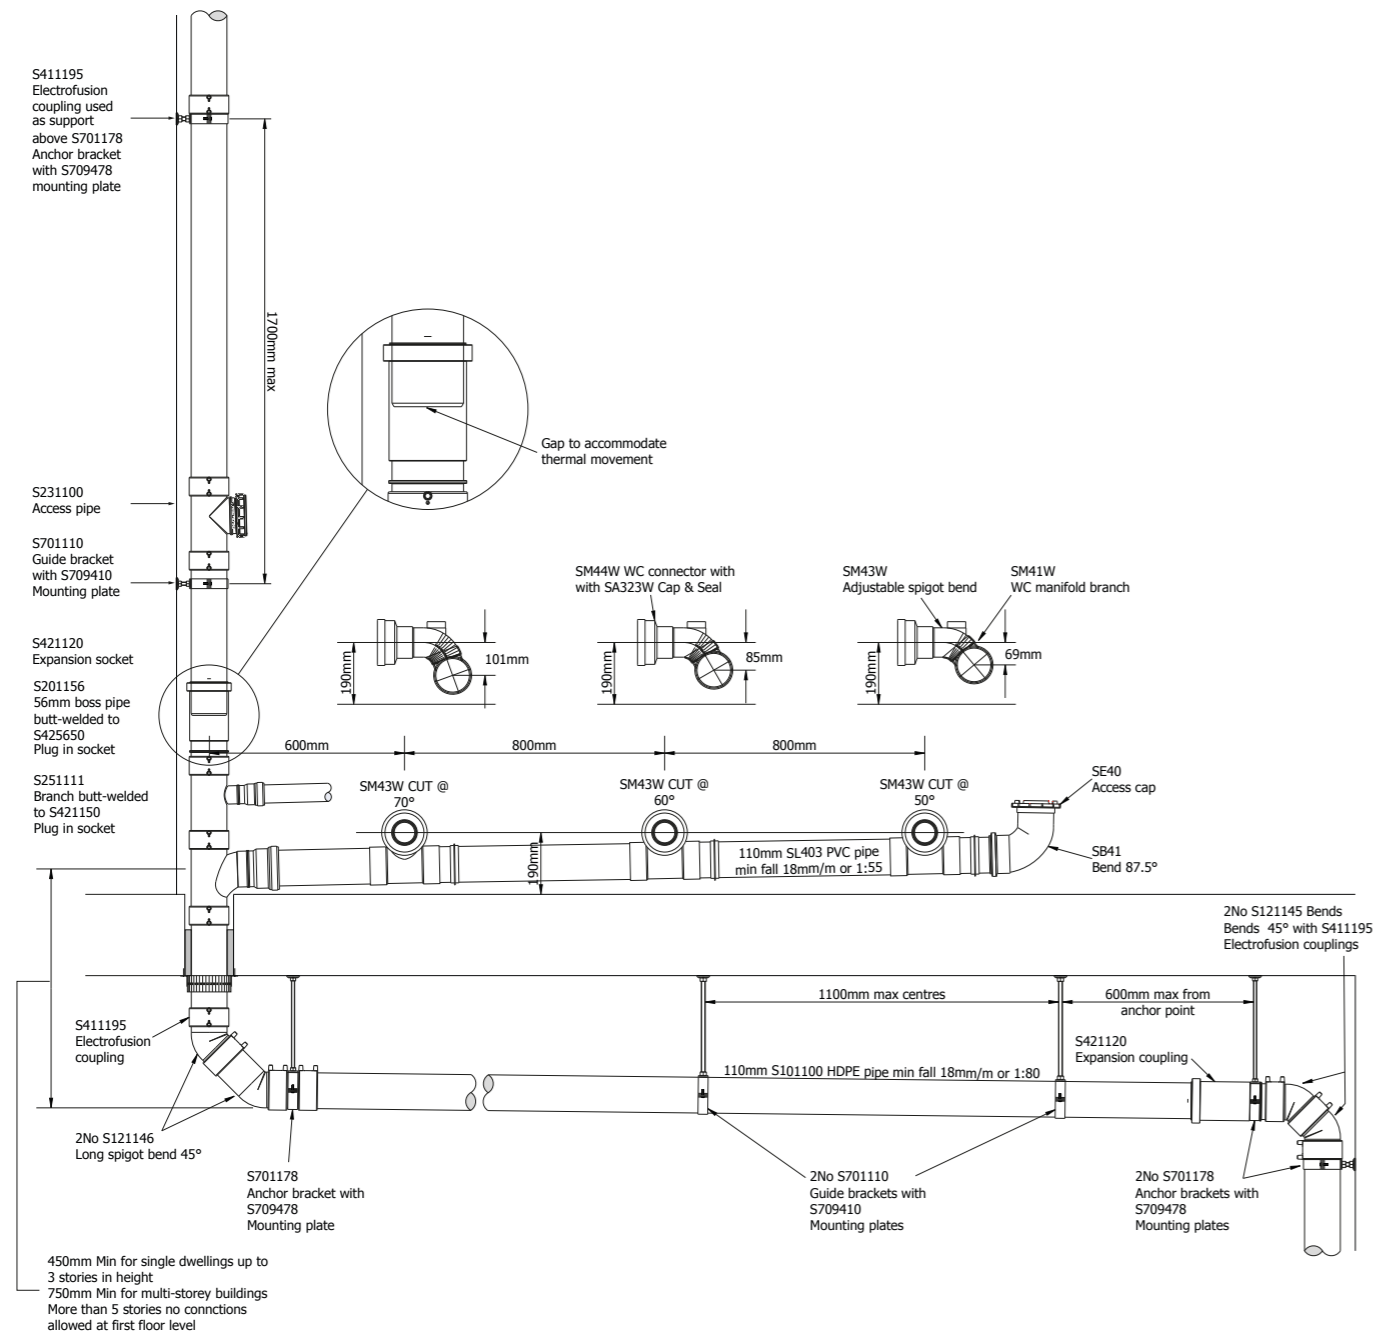 S411195
Electrofusion
coupling used
as support
above S701178
Anchor bracket
with S709478
mounting plate
1700mm max
Gap to accommodate
thermal movement
S231100
Access pipe
S701110
Guide bracket
with S709410
Mounting plate
S421120
Expansion socket
S201156
56mm boss pipe
butt-welded to
S425650
Plug in socket
S251111
Branch butt-welded
to S421150
Plug in socket
SM44W WC connector with
with SA323W Cap & Seal
SM43W
Adjustable spigot bend
SM41W
WC manifold branch
190mm
101mm
190mm
85mm
190mm
69mm
600mm
800mm
800mm
SM43W CUT @
70°
SM43W CUT @
60°
SM43W CUT @
50°
SE40
Access cap
SB41
Bend 87.5°
190mm
110mm SL403 PVC pipe
min fall 18mm/m or 1:55
2No S121145 Bends
Bends 45° with S411195
Electrofusion couplings
1100mm max centres
600mm max from
anchor point
S411195
Electrofusion
coupling
S421120
Expansion coupling
110mm S101100 HDPE pipe min fall 18mm/m or 1:80
2No S121146
Long spigot bend 45°
S701178
Anchor bracket with
S709478
Mounting plate
2No S701110
Guide brackets with
S709410
Mounting plates
2No S701178
Anchor brackets with
S709478
Mounting plates
450mm Min for single dwellings up to
3 stories in height
750mm Min for multi-storey buildings
More than 5 stories no connctions
allowed at first floor level